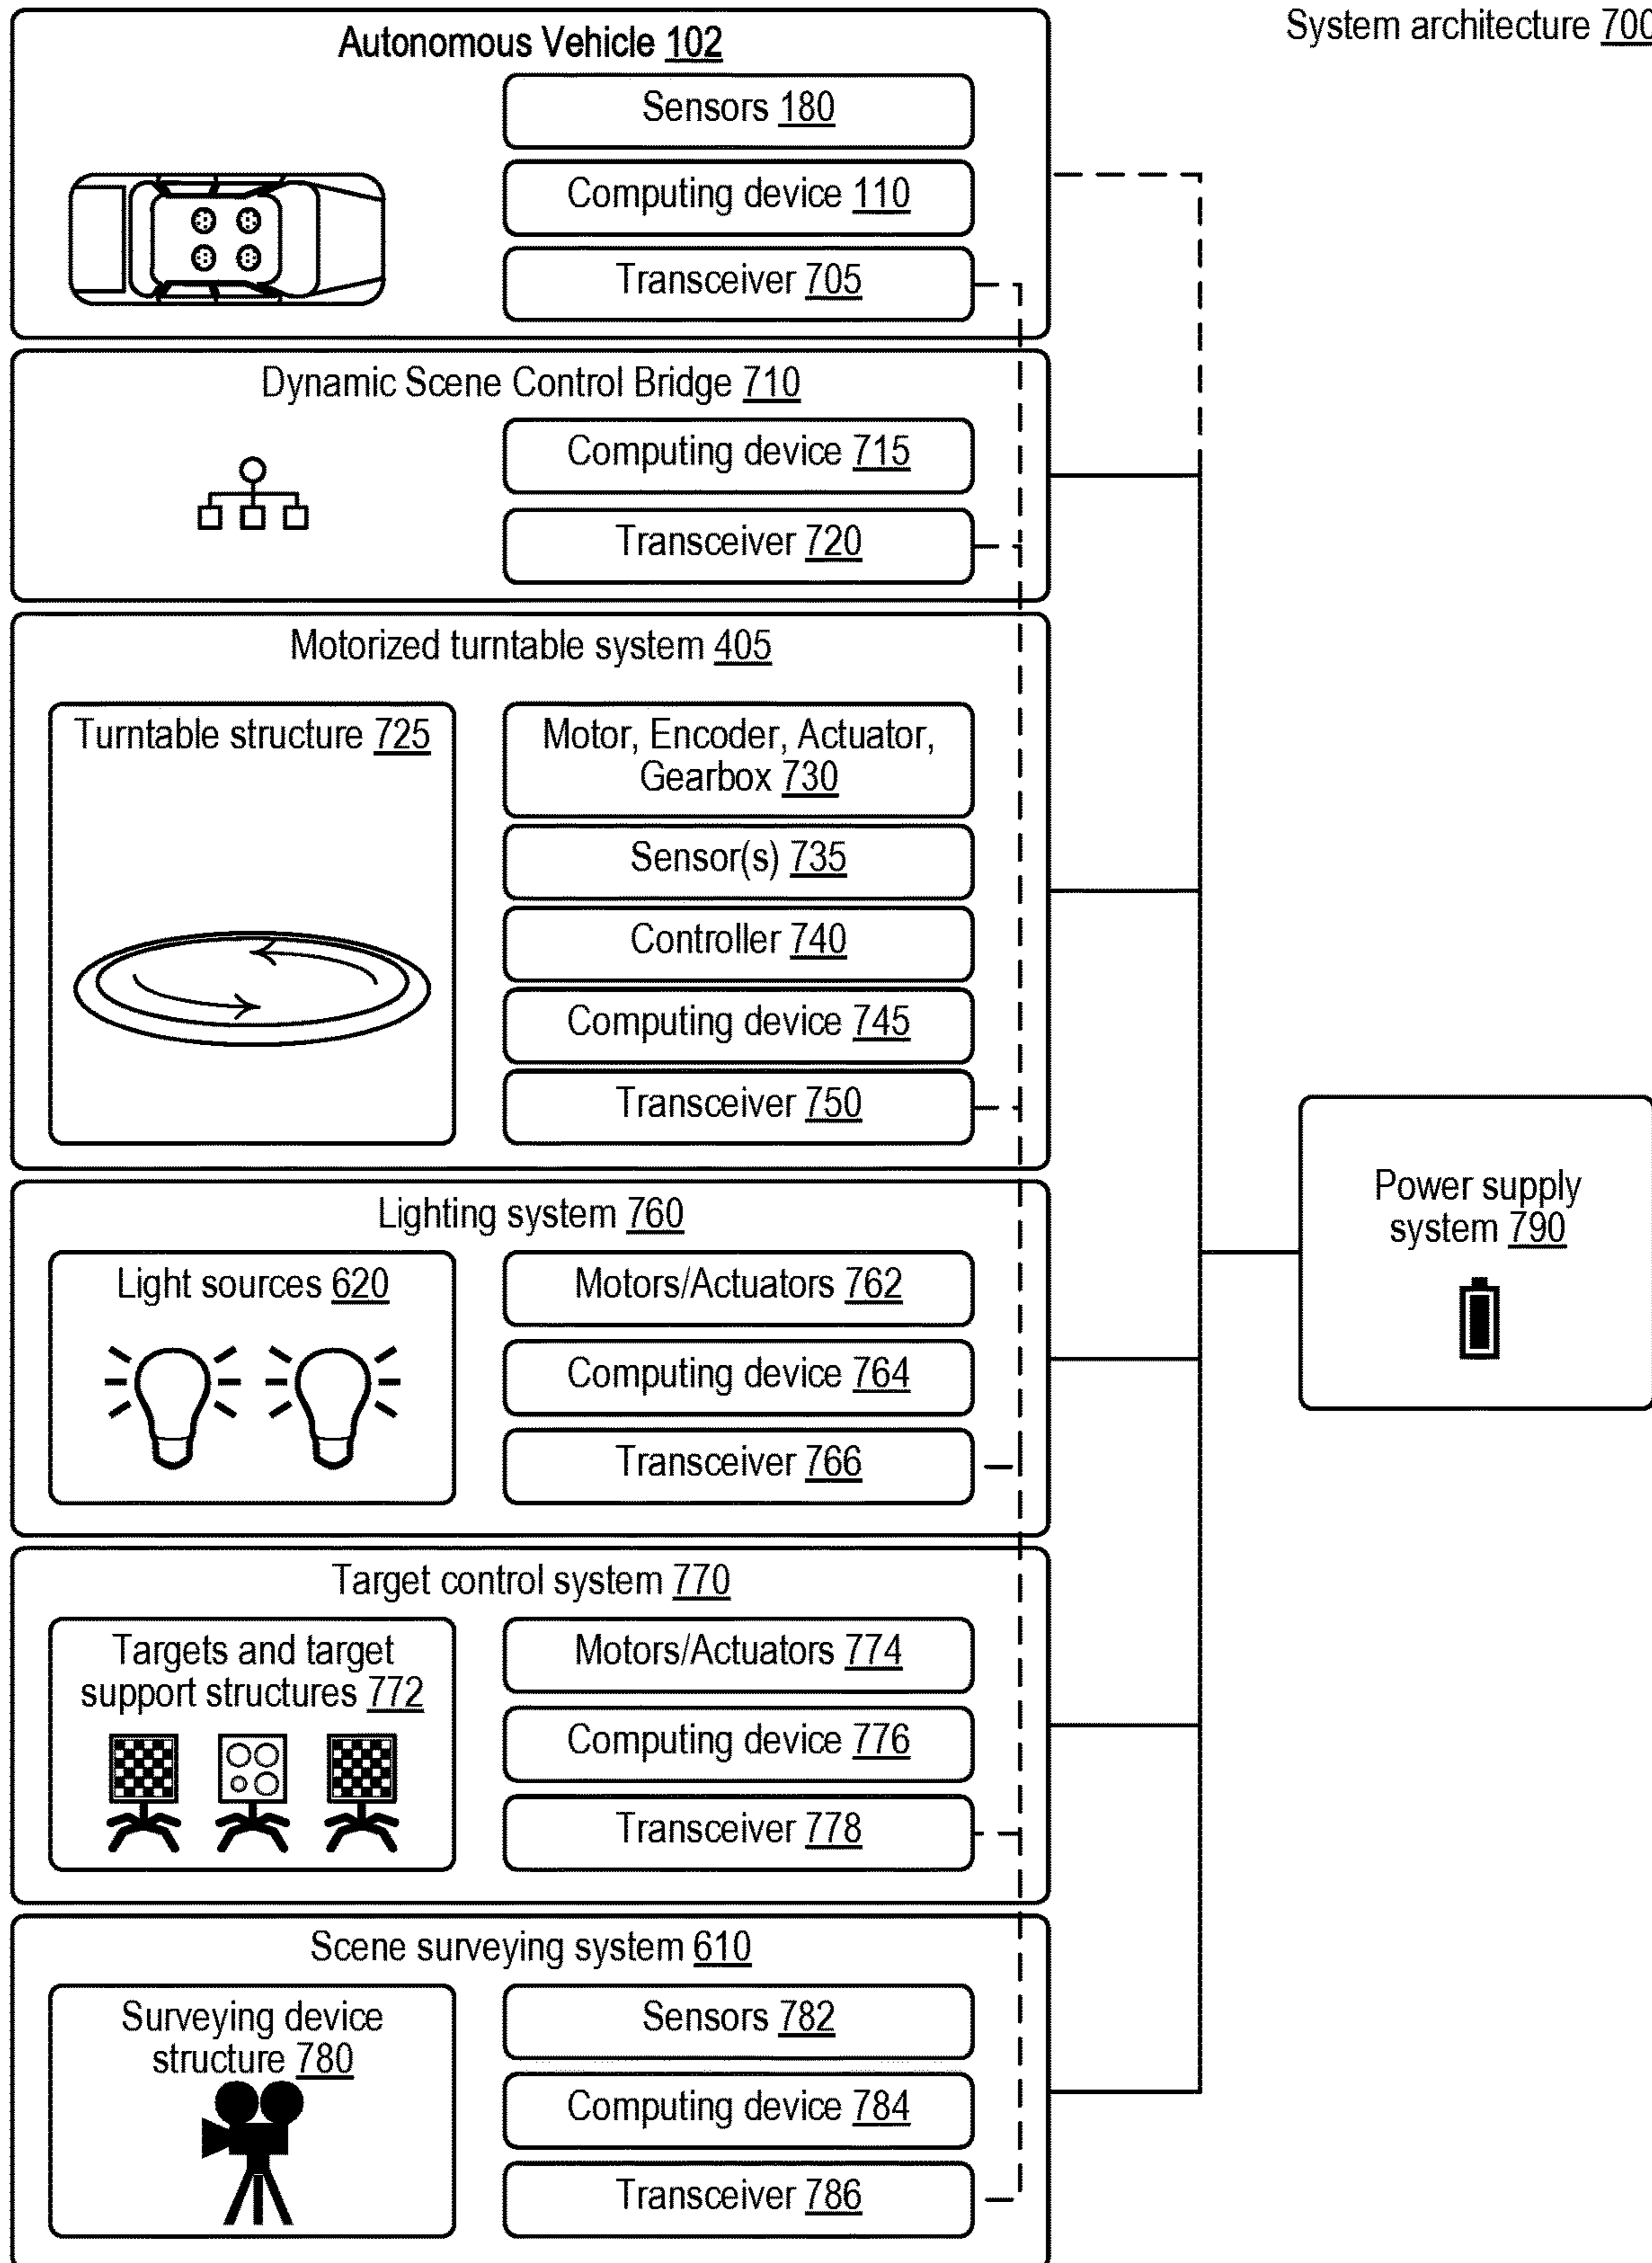 System architecture 700
Autonomous Vehicle 102
Sensors 180
Computing device 110
Transceiver 705
Dynamic Scene Control Bridge 710
Computing device 715
Transceiver 720
Motorized turntable system 405
Turntable structure 725
Motor, Encoder, Actuator,
Gearbox 730
Sensor(s) 735
Controller 740
Computing device 745
Transceiver 750
Lighting system 760
Light sources 620
Motors/Actuators 762
Computing device 764
Transceiver 766
Target control system 770
Targets and target
support structures 772
Motors/Actuators 774
Computing device 776
Transceiver 778
Scene surveying system 610
Surveying device
structure 780
Sensors 782
Computing device 784
Transceiver 786
Power supply
system 790